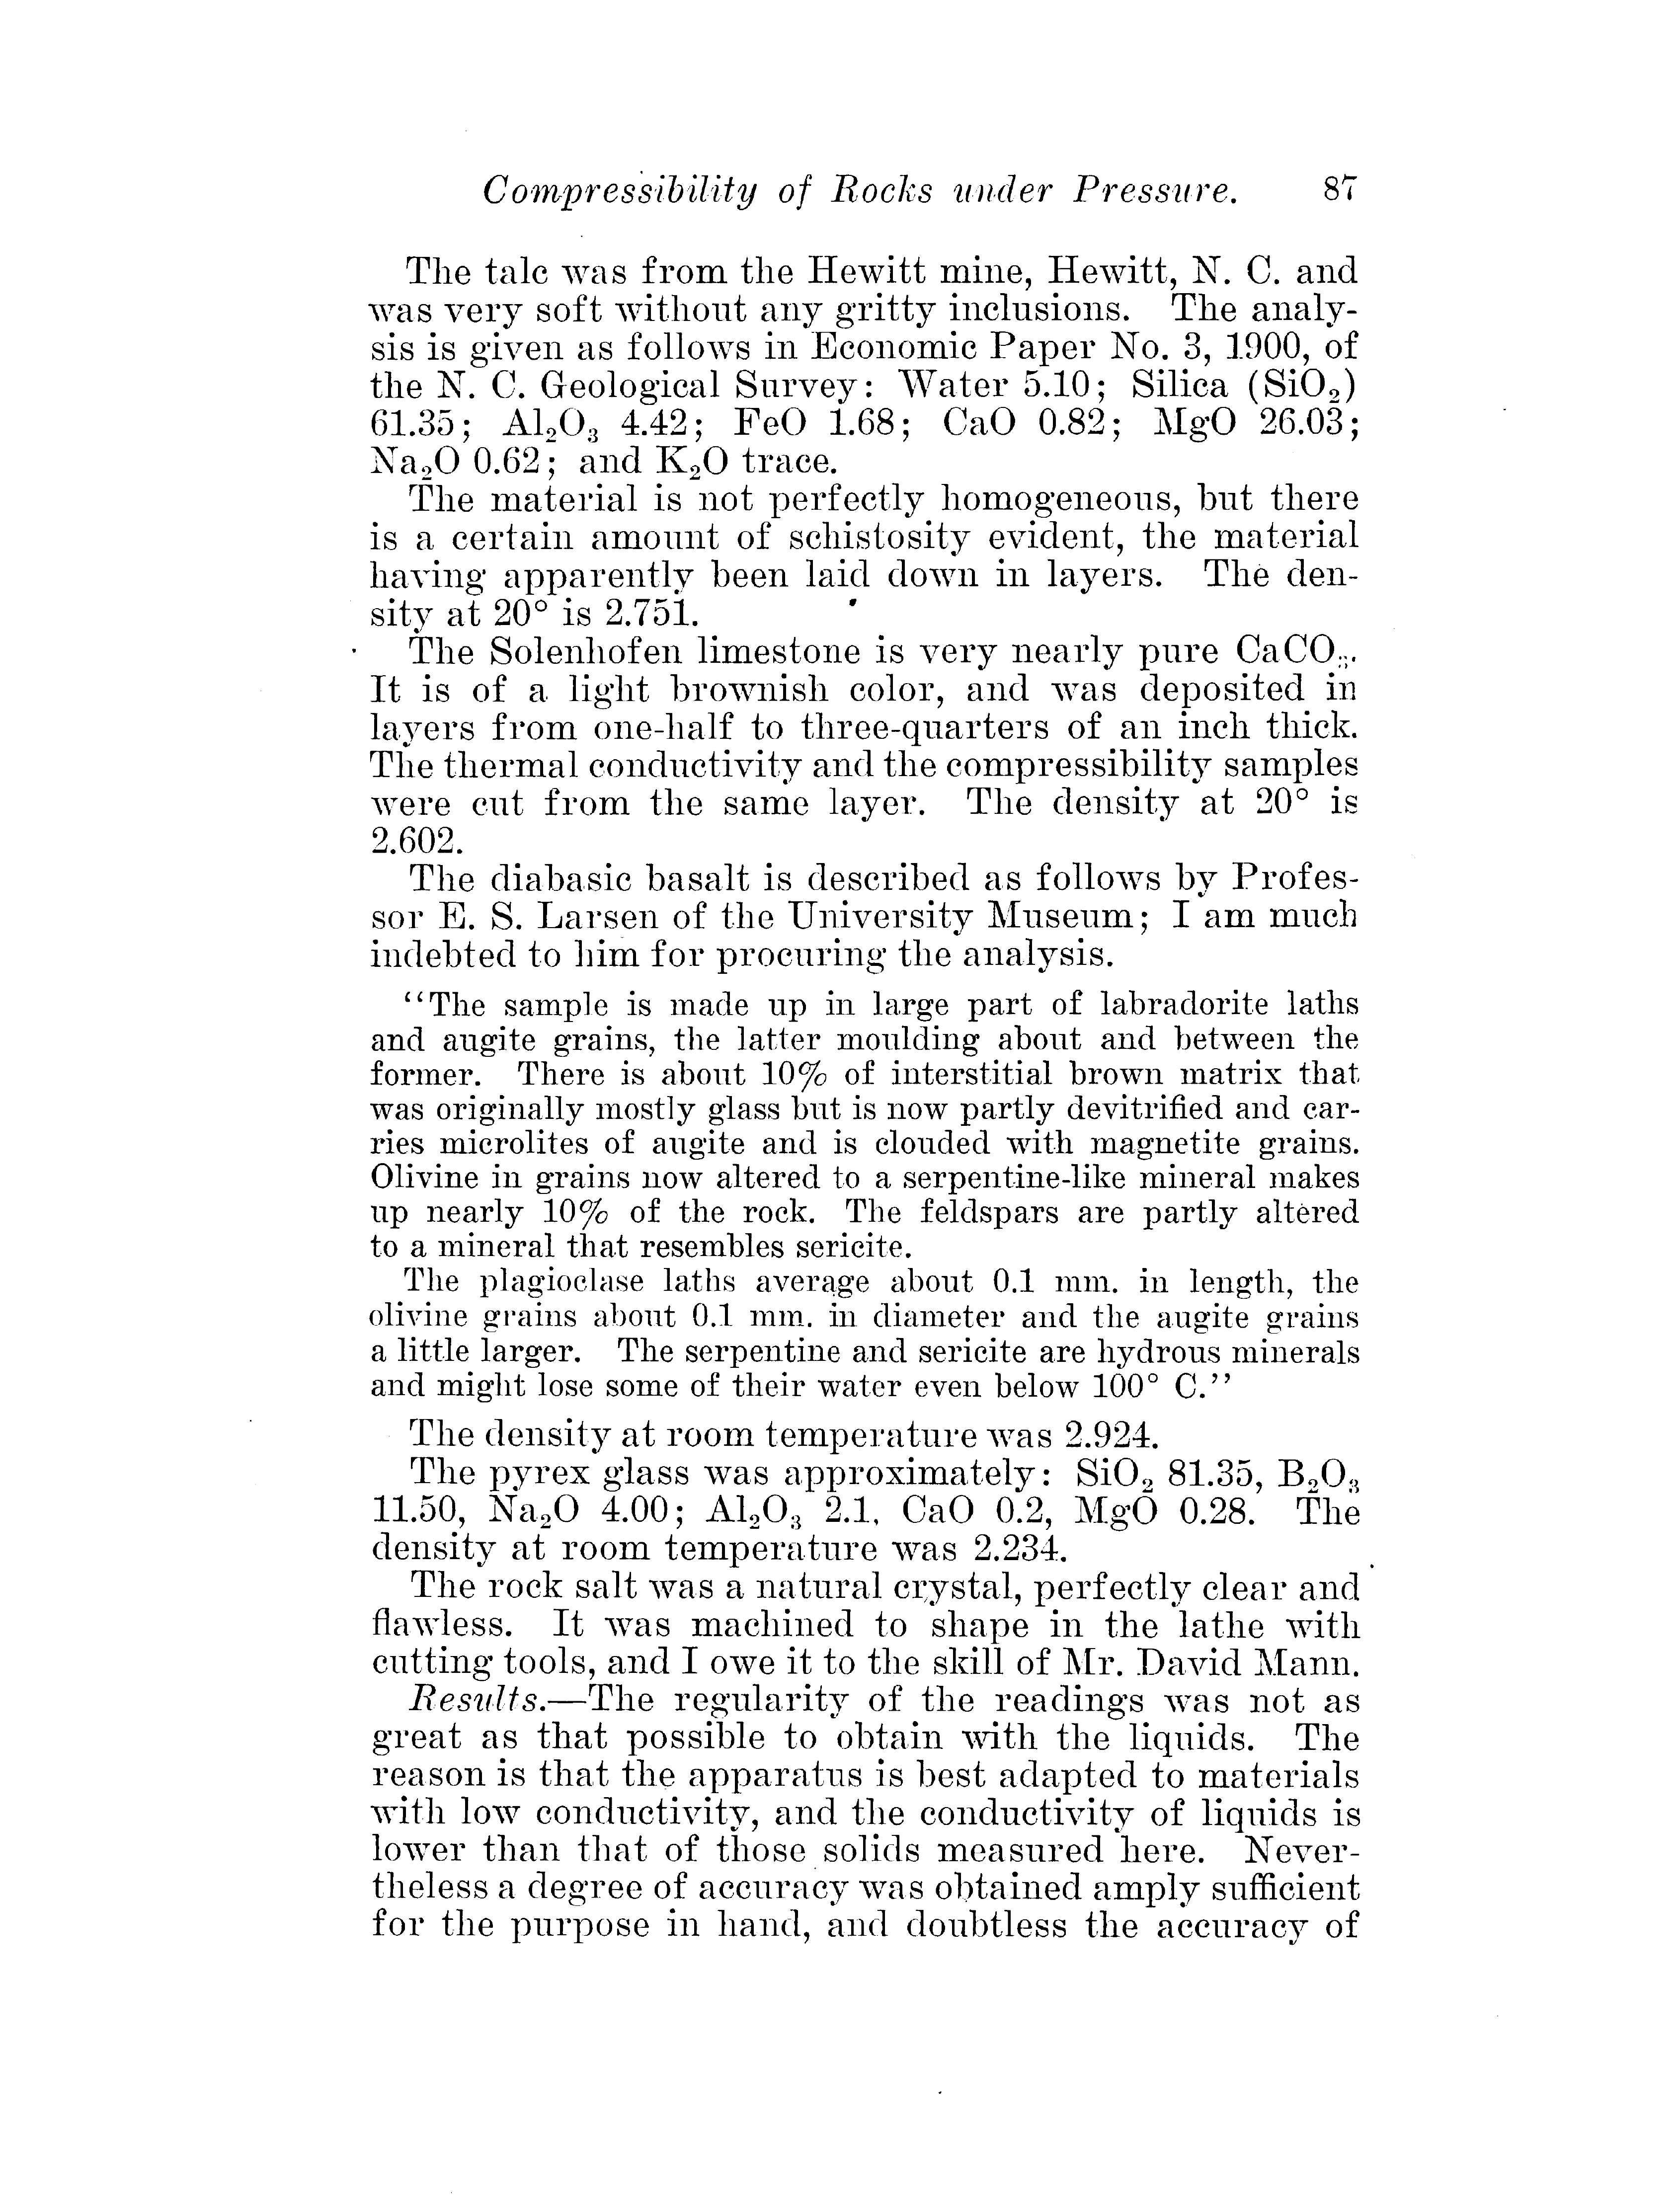 Compressibility of Rocks under Pressure. 87
The talc was from the Hewitt mine, Hewitt, N. C. and
was very soft without any gritty inclusions. The analy-
sis is given as follows in Economic Paper No. 3, 1900, of
the N. C. Geological Survey: Water 5.10; Silica (SiO₂)
61.35; Al₂O₃ 4.42; FeO 1.68; CaO 0.82; MgO 26.03;
Na₂O 0.62; and K₂O trace.
The material is not perfectly homogeneous, but there
is a certain amount of schistosity evident, the material
having apparently been laid down in layers. The den-
sity at 20° is 2.751.
The Solenhofen limestone is very nearly pure CaCO₃.
It is of a light brownish color, and was deposited in
layers from one-half to three-quarters of an inch thick.
The thermal conductivity and the compressibility samples
were cut from the same layer. The density at 20° is
2.602.
The diabasic basalt is described as follows by Profes-
sor E. S. Larsen of the University Museum; I am much
indebted to him for procuring the analysis.
"The sample is made up in large part of labradorite laths
and augite grains, the latter moulding about and between the
former. There is about 10% of interstitial brown matrix that
was originally mostly glass but is now partly devitrified and car-
ries microlites of augite and is clouded with magnetite grains.
Olivine in grains now altered to a serpentine-like mineral makes
up nearly 10% of the rock. The feldspars are partly altered
to a mineral that resembles sericite.
The plagioclase laths average about 0.1 mm. in length, the
olivine grains about 0.1 mm. in diameter and the augite grains
a little larger. The serpentine and sericite are hydrous minerals
and might lose some of their water even below 100° C."
The density at room temperature was 2.924.
The pyrex glass was approximately: SiO₂ 81.35, B₂O₃
11.50, Na₂O 4.00; Al₂O₃ 2.1, CaO 0.2, MgO 0.28. The
density at room temperature was 2.234.
The rock salt was a natural crystal, perfectly clear and
flawless. It was machined to shape in the lathe with
cutting tools, and I owe it to the skill of Mr. David Mann.
Results.—The regularity of the readings was not as
great as that possible to obtain with the liquids. The
reason is that the apparatus is best adapted to materials
with low conductivity, and the conductivity of liquids is
lower than that of those solids measured here. Never-
theless a degree of accuracy was obtained amply sufficient
for the purpose in hand, and doubtless the accuracy of